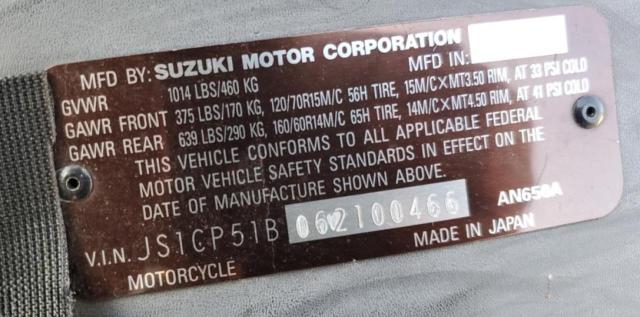 MFD BY: SUZUKI MOTOR CORPORATION MFD IN:
GVWR 1014 LBS/460 KG
GAWR FRONT 375 LBS/170 KG, 120/70R15M/C 56H TIRE, 15M/C×MT3.50 RIM, AT 33 PSI COLD
GAWR REAR 639 LBS/290 KG, 160/60R14M/C 65H TIRE, 14M/C×MT4.50 RIM, AT 41 PSI COLD
THIS VEHICLE CONFORMS TO ALL APPLICABLE FEDERAL
MOTOR VEHICLE SAFETY STANDARDS IN EFFECT ON THE
DATE OF MANUFACTURE SHOWN ABOVE.
AN650A
V.I.N. JS1CP51B062100466
MOTORCYCLE MADE IN JAPAN